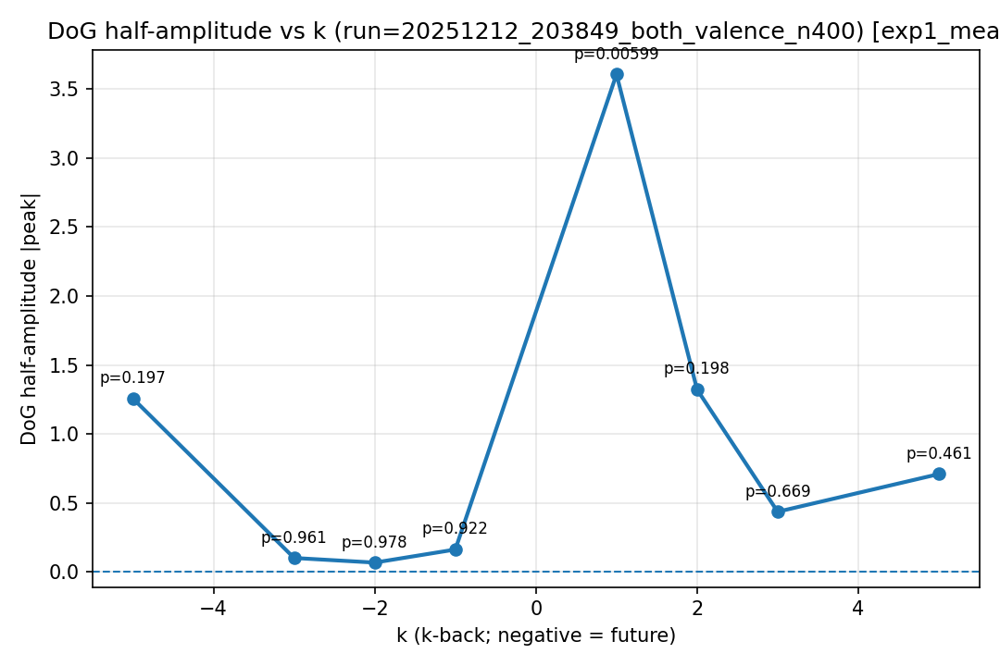 DoG half-amplitude vs k (run=20251212_203849_both_valence_n400) [exp1_mea
p=0.00599
3.5
3.0
2.5
2.0
1.5
1.0
0.5
0.0
DoG half-amplitude |peak|
p=0.197
p=0.961
p=0.978
p=0.922
p=0.198
p=0.669
p=0.461
−4
−2
0
2
4
k (k-back; negative = future)